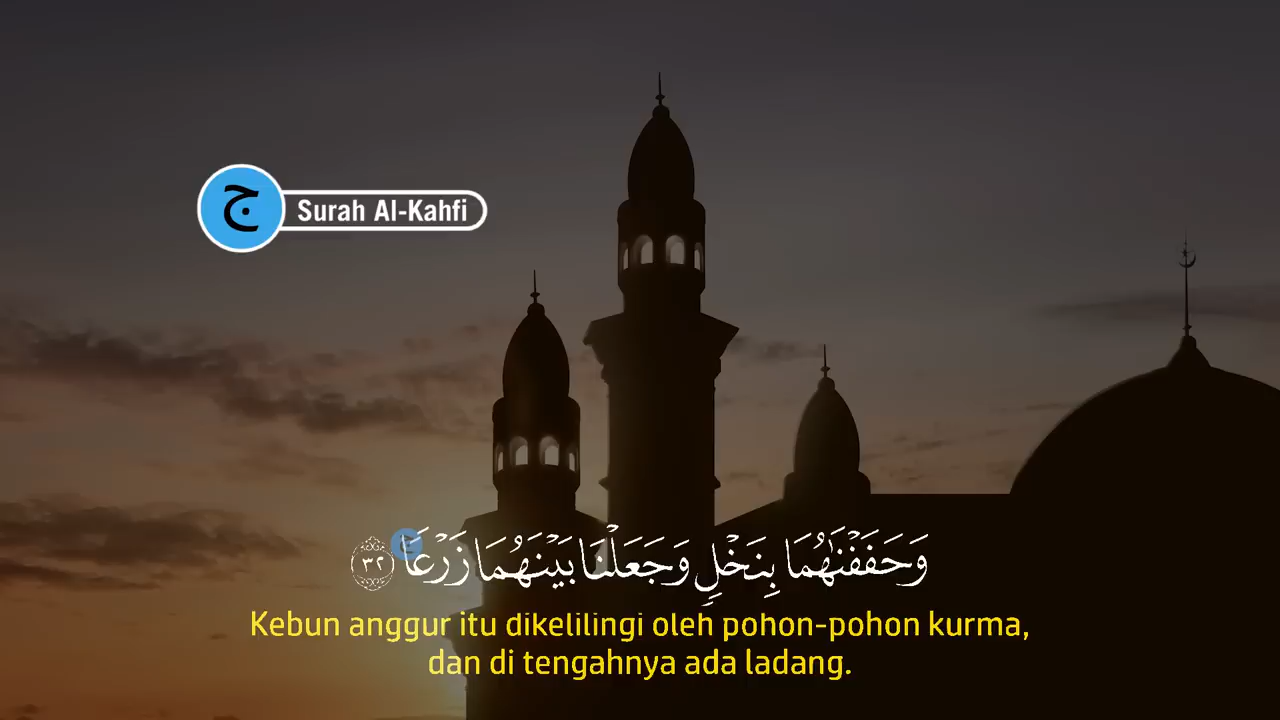 ج Surah Al-Kahfi
وَحَفَفْنَٰهُمَا بِنَخْلٍ وَجَعَلْنَا بَيْنَهُمَا زَرْعًا ۝٣٢
Kebun anggur itu dikelilingi oleh pohon-pohon kurma,
dan di tengahnya ada ladang.